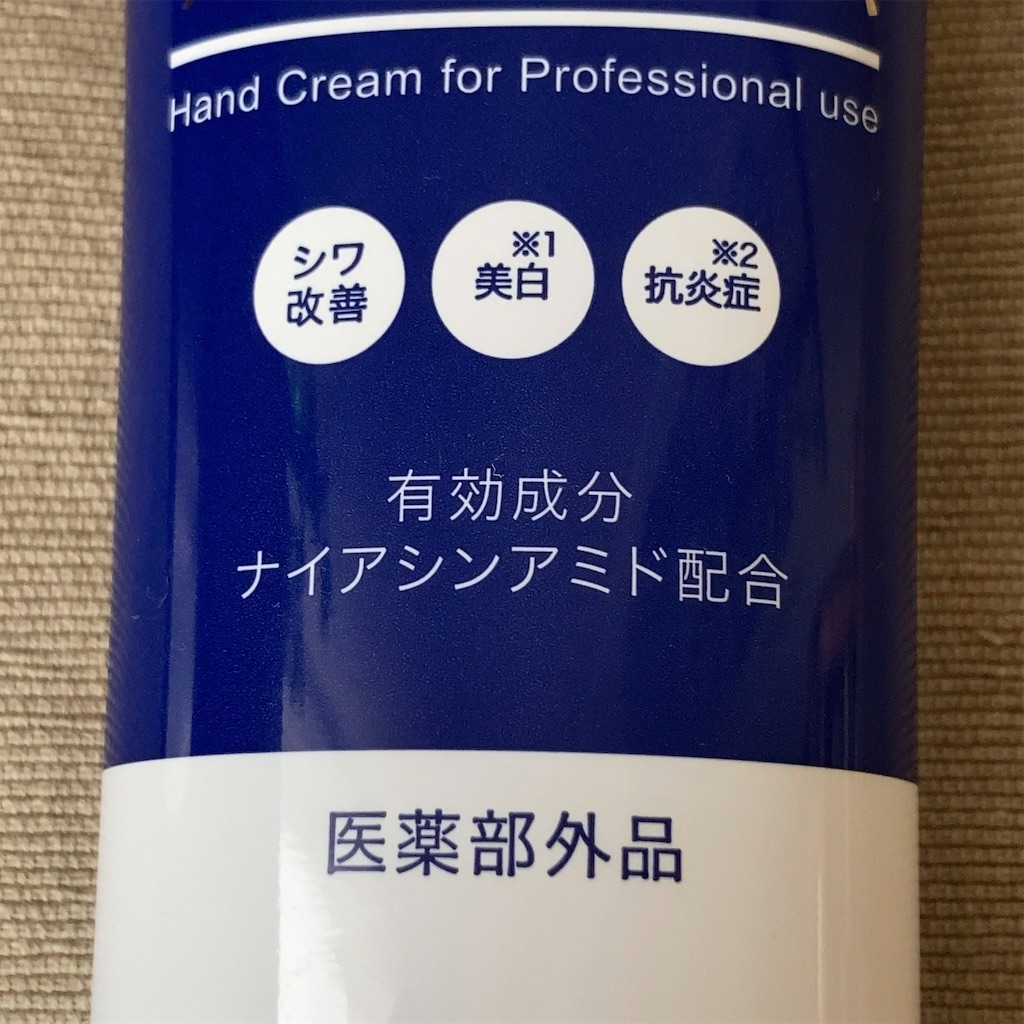 Hand Cream for Professional use
シワ
改善
※1
美白
※2
抗炎症
有効成分
ナイアシンアミド配合
医薬部外品